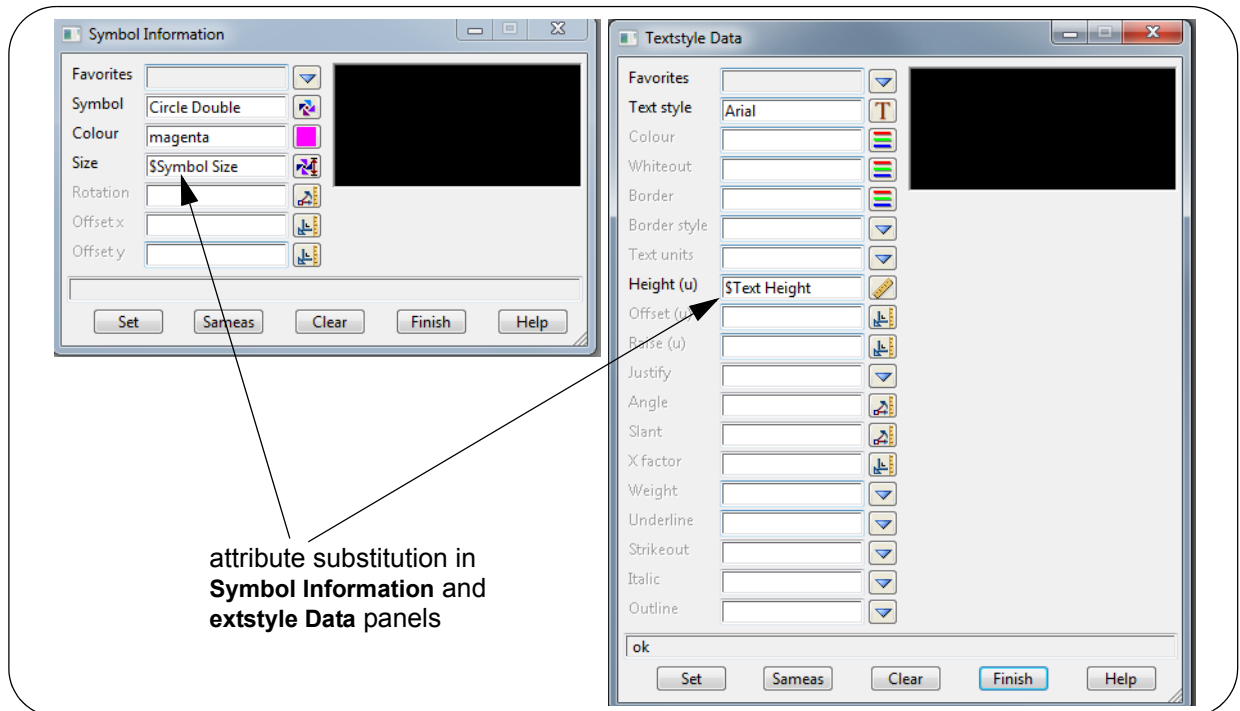 Symbol Information
Favorites
Symbol Circle Double
Colour magenta
Size $Symbol Size
Rotation
Offset x
Offset y
Set Sameas Clear Finish Help
Textstyle Data
Favorites
Text style Arial T
Colour
Whiteout
Border
Border style
Text units
Height (u) $Text Height
Offset (u)
Raise (u)
Justify
Angle
Slant
X factor
Weight
Underline
Strikeout
Italic
Outline
ok
Set Sameas Clear Finish Help
attribute substitution in
Symbol Information and
extstyle Data panels